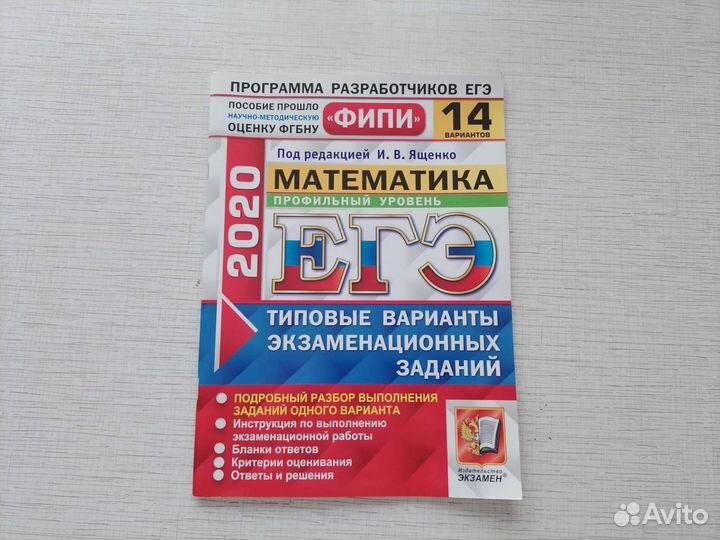 ПРОГРАММА РАЗРАБОТЧИКОВ ЕГЭ
ПОСОБИЕ ПРОШЛО
НАУЧНО-МЕТОДИЧЕСКУЮ
ОЦЕНКУ ФГБНУ
«ФИПИ»
14
ВАРИАНТОВ
Под редакцией И. В. Ященко
2020
МАТЕМАТИКА
ПРОФИЛЬНЫЙ УРОВЕНЬ
ЕГЭ
ТИПОВЫЕ ВАРИАНТЫ
ЭКЗАМЕНАЦИОННЫХ
ЗАДАНИЙ
ПОДРОБНЫЙ РАЗБОР ВЫПОЛНЕНИЯ
ЗАДАНИЙ ОДНОГО ВАРИАНТА
Инструкция по выполнению
экзаменационной работы
Бланки ответов
Критерии оценивания
Ответы и решения
Издательство
ЭКЗАМЕН®
Avito